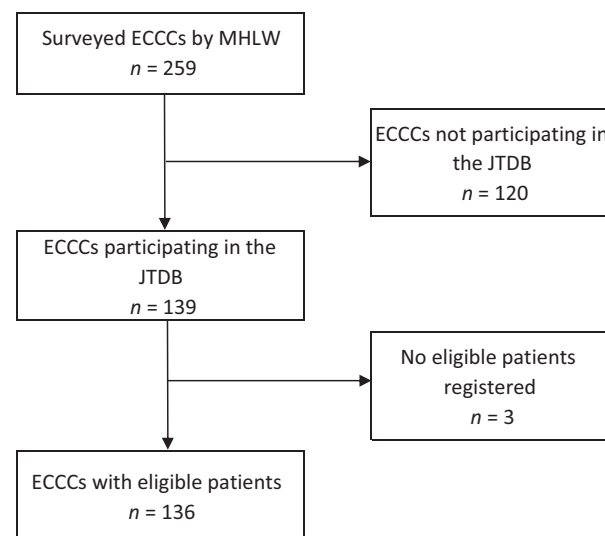 Surveyed ECCCs by MHLW
n = 259
ECCCs not participating in
the JTDB
n = 120
ECCCs participating in the
JTDB
n = 139
No eligible patients
registered
n = 3
ECCCs with eligible patients
n = 136